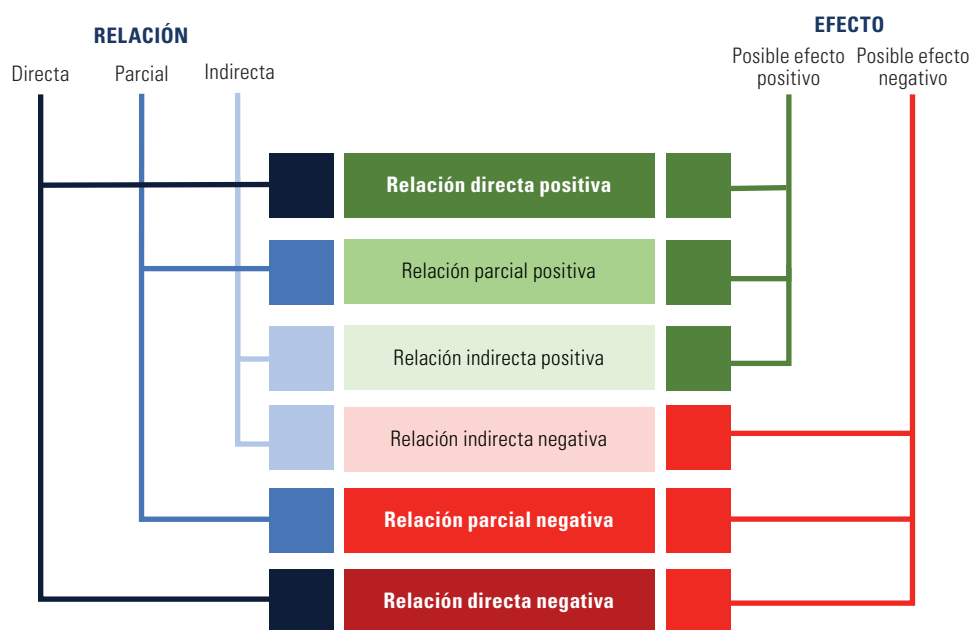 RELACIÓN
Directa
Parcial
Indirecta
EFECTO
Posible efecto
positivo
Posible efecto
negativo
Relación directa positiva
Relación parcial positiva
Relación indirecta positiva
Relación indirecta negativa
Relación parcial negativa
Relación directa negativa